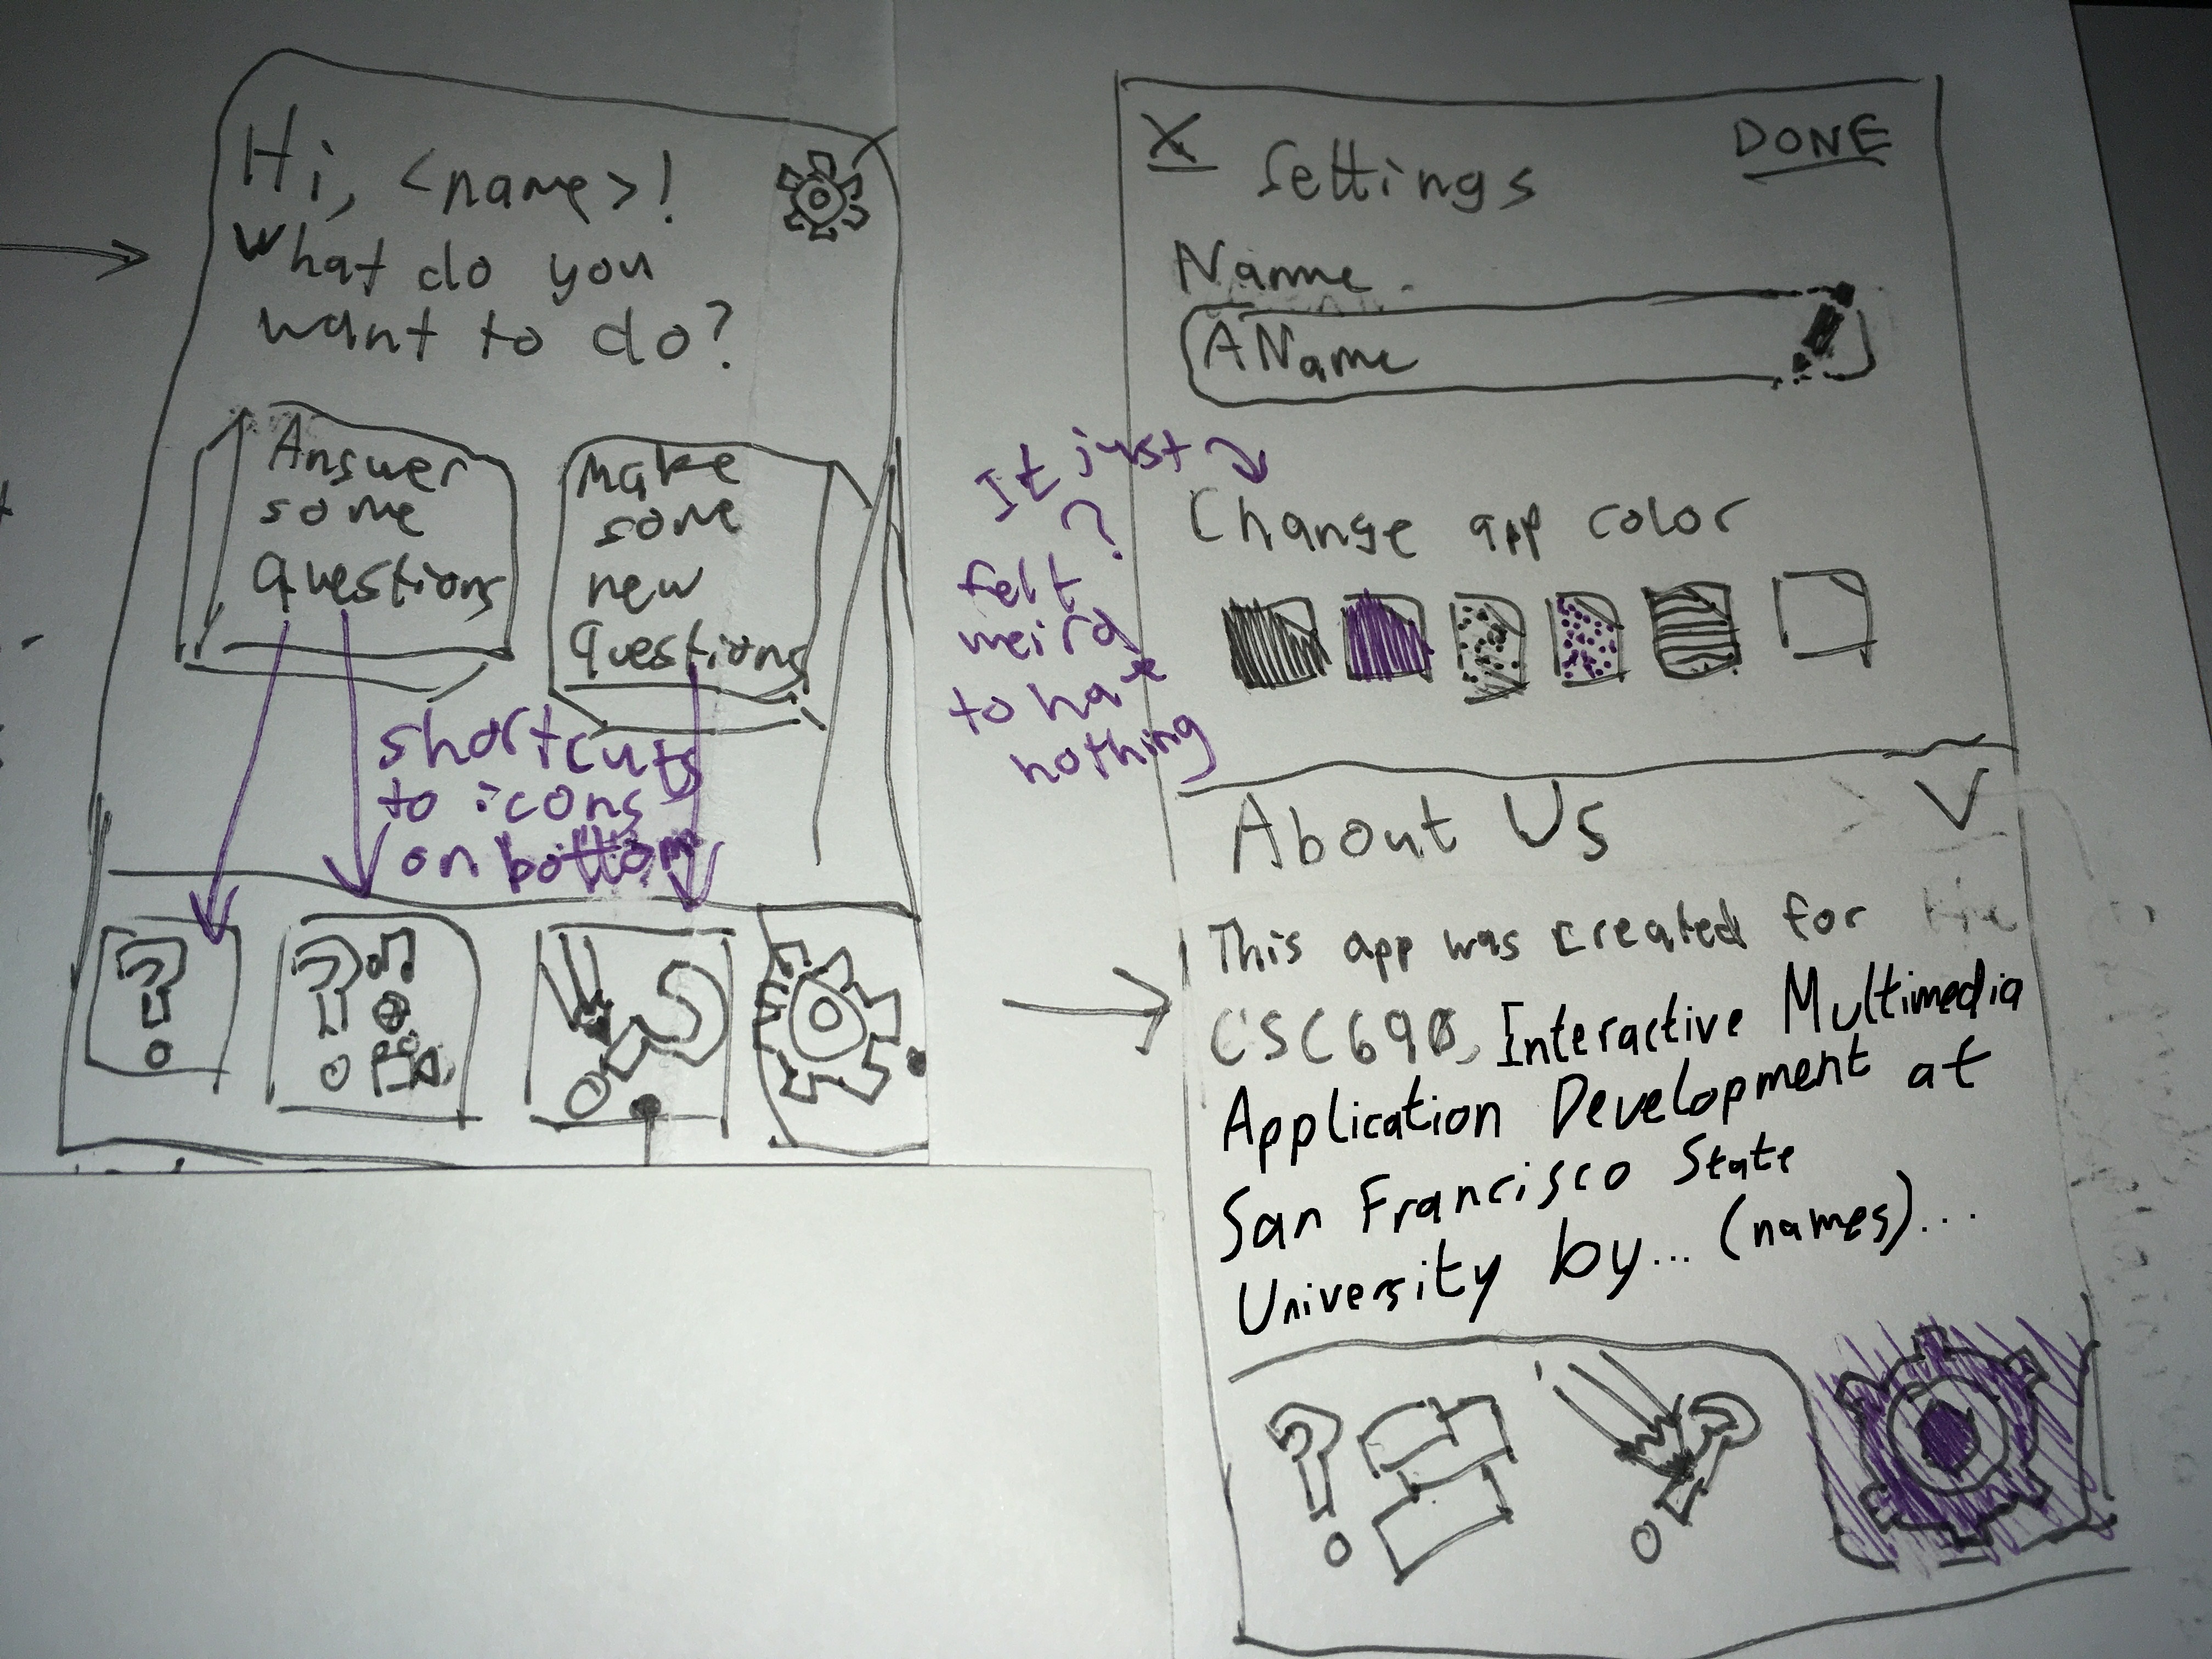 Hi, <name>!
What do you
want to do?
Answer
some
questions
Make
some
new
questions
shortcuts
to icons
on bottom
?
?
?
X
Settings
DONE
Name
AName
It just
?
felt
weird
to have
nothing
Change app color
About Us
V
This app was created for the
CSC690, Interactive Multimedia
Application Development at
San Francisco State
University by... (names)...
?
?